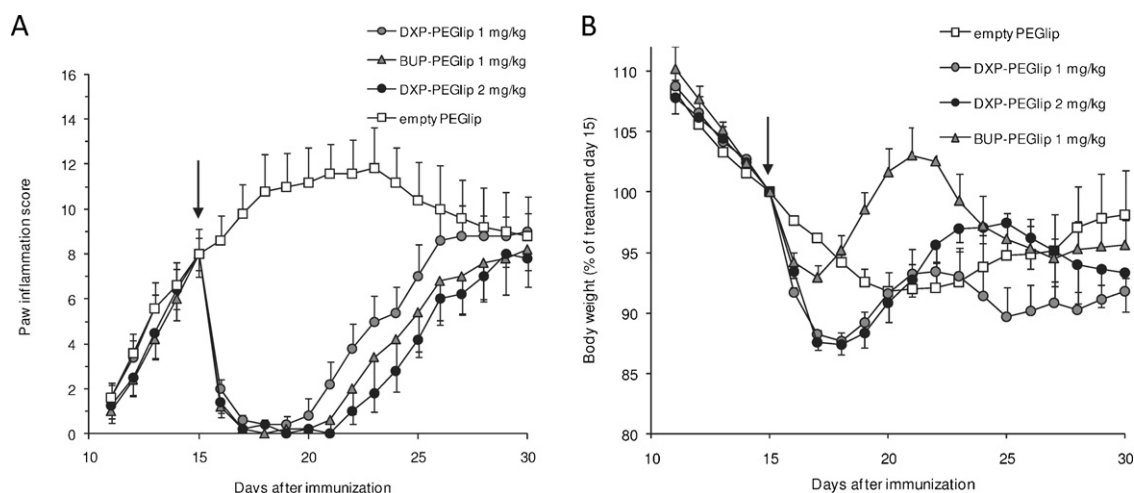 A
DXP-PEGlip 1 mg/kg
BUP-PEGlip 1 mg/kg
DXP-PEGlip 2 mg/kg
empty PEGlip
16
14
12
10
8
6
4
2
0
Paw inflammation score
10
15
20
25
30
Days after immunization
B
empty PEGlip
DXP-PEGlip 1 mg/kg
DXP-PEGlip 2 mg/kg
BUP-PEGlip 1 mg/kg
110
105
100
95
90
85
80
Body weight (% of treatment day 15)
10
15
20
25
30
Days after immunization